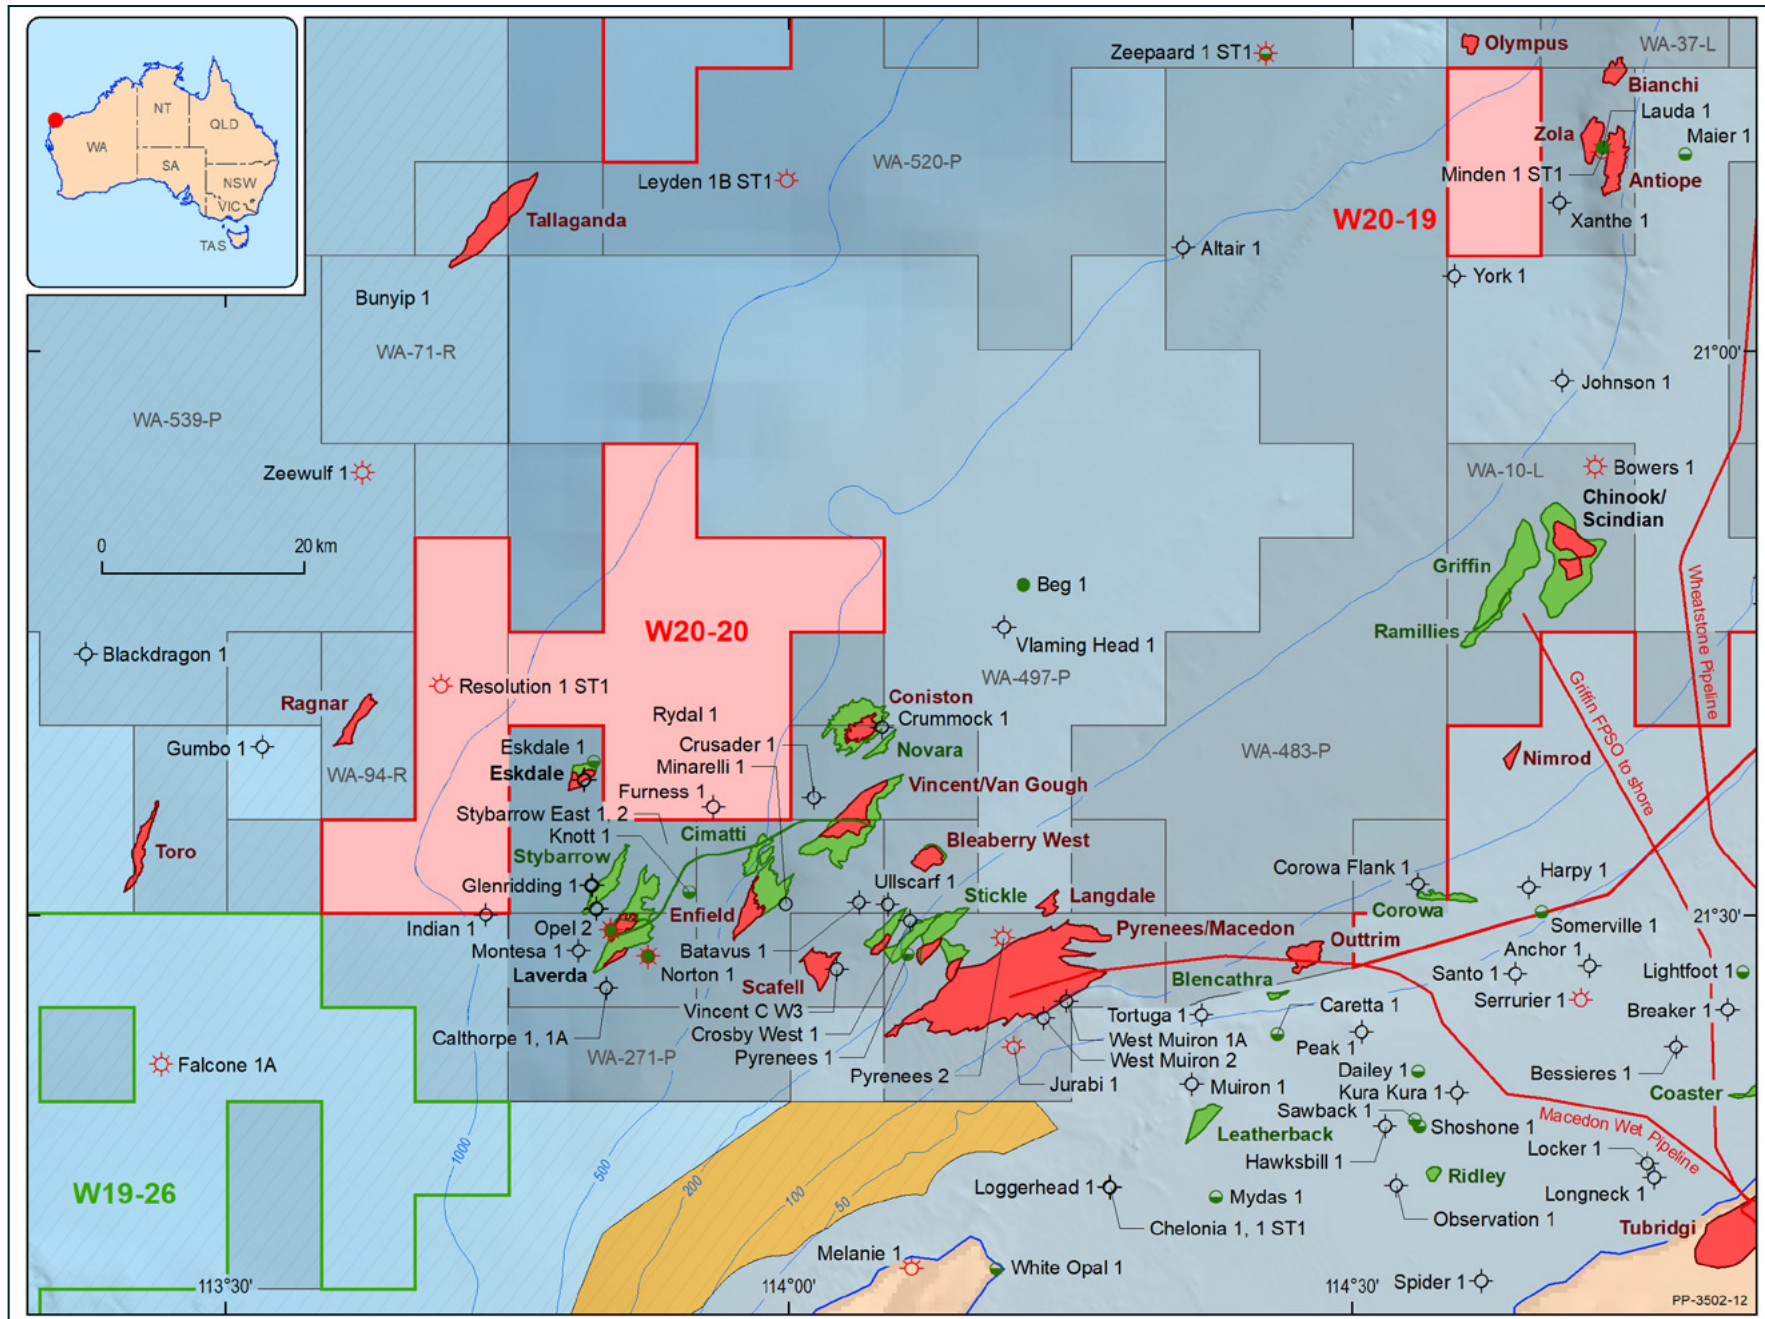 NT
QLD
WA
SA
NSW
VIC
TAS
Zeepaard 1 ST1
Olympus
WA-37-L
Bianchi
Lauda 1
Zola
Maier 1
WA-520-P
Leyden 1B ST1
Minden 1 ST1
Antiope
Tallaganda
W20-19
Xanthe 1
Altair 1
York 1
Bunyip 1
WA-71-R
21°00'
Johnson 1
WA-539-P
Zeewulf 1
WA-10-L
Bowers 1
Chinook/
Scindian
0
20 km
Griffin
Beg 1
Wheatstone Pipeline
W20-20
Ramillies
Vlaming Head 1
Blackdragon 1
WA-497-P
Resolution 1 ST1
Ragnar
Coniston
Griffin FPSO to shore
Rydal 1
Crummock 1
Gumbo 1
Eskdale 1
Crusader 1
Novara
WA-483-P
Nimrod
WA-94-R
Eskdale
Minarelli 1
Vincent/Van Gough
Furness 1
Stybarrow East 1, 2
Knott 1
Cimatti
Bleaberry West
Toro
Stybarrow
Corowa Flank 1
Harpy 1
Glenridding 1
Ullscarf 1
Stickle
Langdale
Corowa
Indian 1
Opel 2
Enfield
Pyrenees/Macedon
Somerville 1
21°30'
Montesa 1
Batavus 1
Outtrim
Anchor 1
Laverda
Norton 1
Scafell
Blencathra
Santo 1
Lightfoot 1
Serrurier 1
Vincent C W3
Tortuga 1
Caretta 1
Breaker 1
Calthorpe 1, 1A
Crosby West 1
West Muiron 1A
Peak 1
WA-271-P
Pyrenees 1
West Muiron 2
Falcone 1A
Pyrenees 2
Jurabi 1
Muiron 1
Dailey 1
Bessieres 1
Kura Kura 1
Coaster
Sawback 1
Macedon Wet Pipeline
Leatherback
Shoshone 1
Hawksbill 1
Locker 1
1000
500
200
100
50
W19-26
Loggerhead 1
Mydas 1
Ridley
Longneck 1
Chelonia 1, 1 ST1
Observation 1
Tubridgi
Melanie 1
White Opal 1
113°30'
114°00'
114°30'
Spider 1
PP-3502-12